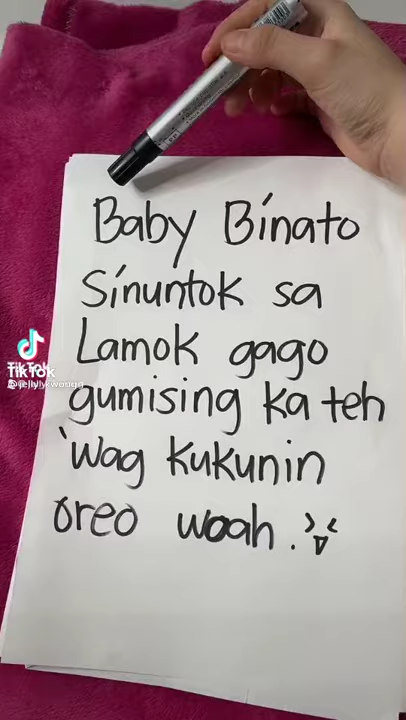 Baby Binato
Sinuntok sa
Lamok gago
gumising ka teh
'wag kukunin
oreo woah.
TikTok